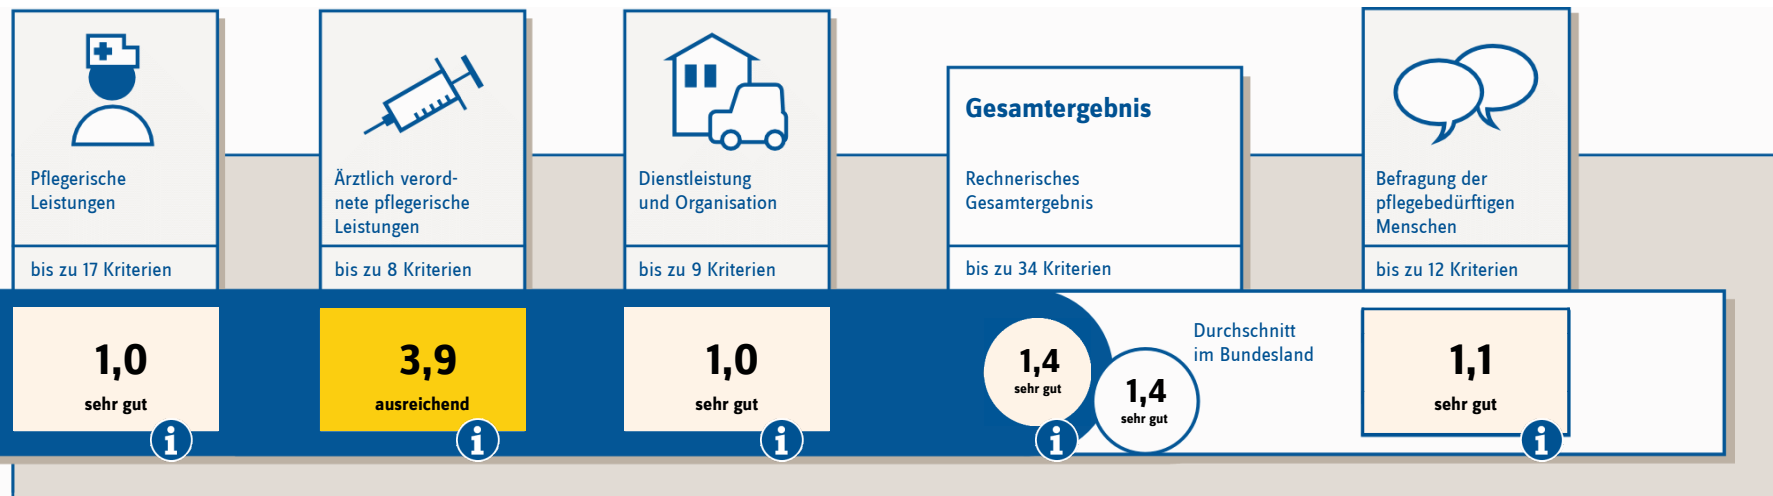 Pflegerische
Leistungen
bis zu 17 Kriterien
1,0
sehr gut
i
Ärztlich verord-
nete pflegerische
Leistungen
bis zu 8 Kriterien
3,9
ausreichend
i
Dienstleistung
und Organisation
bis zu 9 Kriterien
1,0
sehr gut
i
Gesamtergebnis
Rechnerisches
Gesamtergebnis
bis zu 34 Kriterien
1,4
sehr gut
i
Durchschnitt
im Bundesland
1,4
sehr gut
Befragung der
pflegebedürftigen
Menschen
bis zu 12 Kriterien
1,1
sehr gut
i